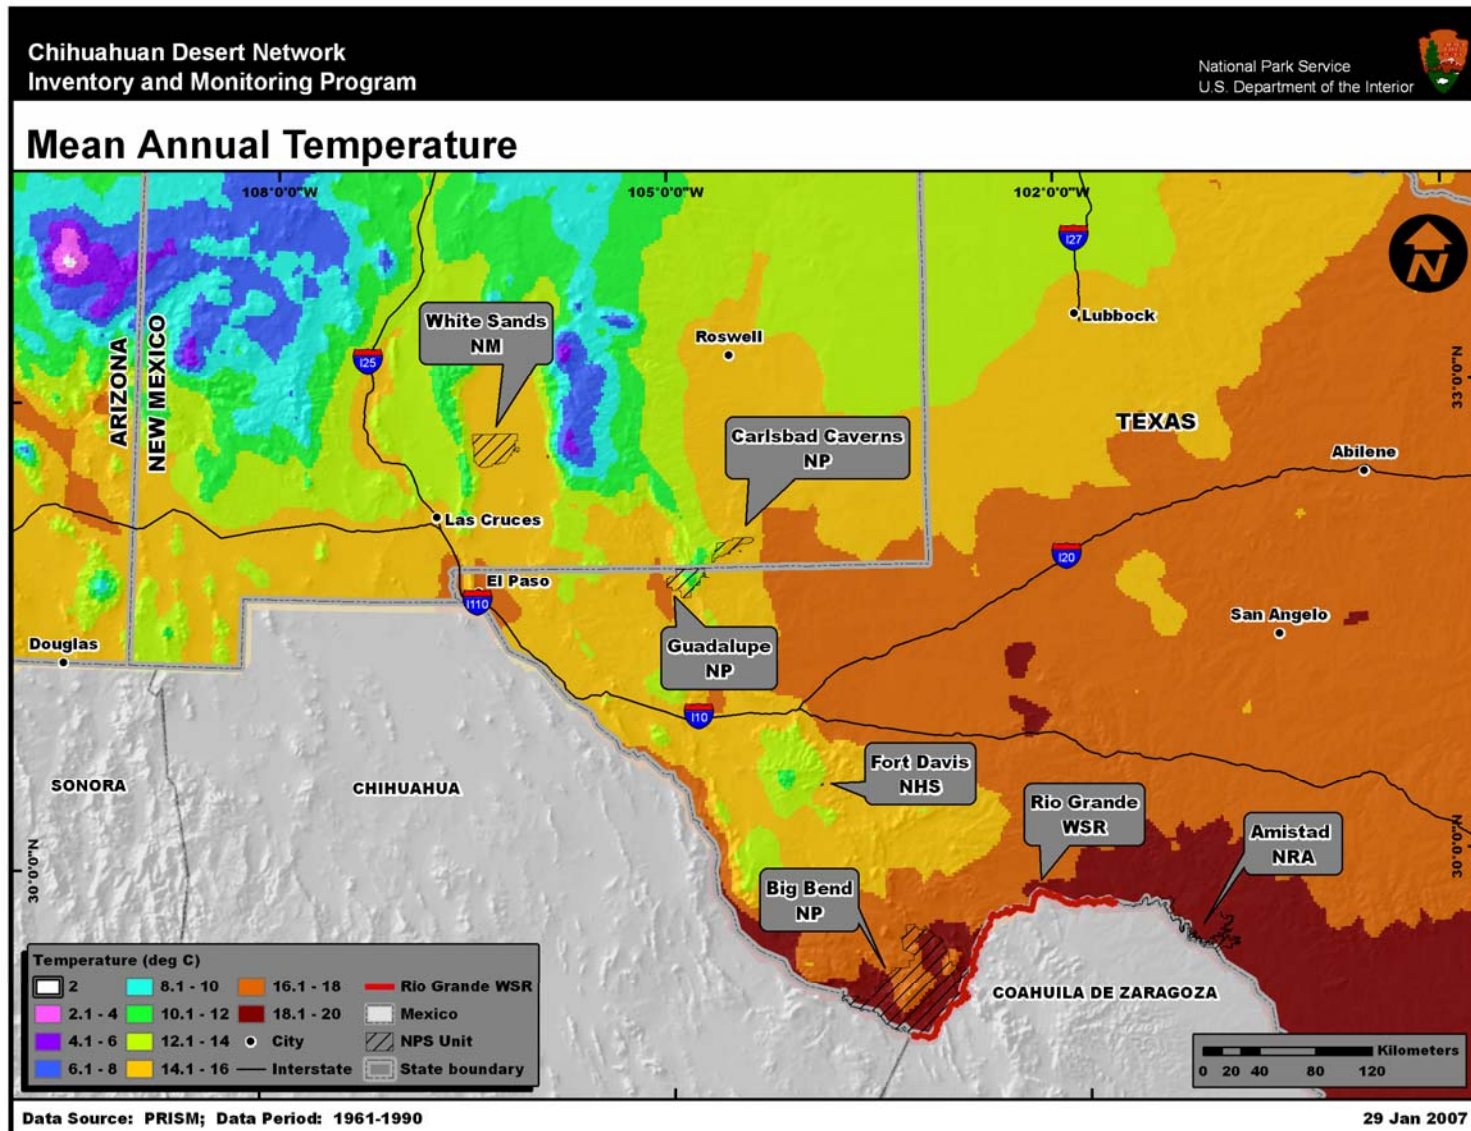 Chihuahuan Desert Network
Inventory and Monitoring Program
National Park Service
U.S. Department of the Interior
Mean Annual Temperature
108°0'0"W
105°0'0"W
102°0'0"W
I27
Lubbock
White Sands
NM
Roswell
I25
ARIZONA
NEW MEXICO
N
33°0'0"N
TEXAS
Carlsbad Caverns
NP
Abilene
Las Cruces
I20
El Paso
I110
San Angelo
Douglas
Guadalupe
NP
I10
Fort Davis
NHS
SONORA
CHIHUAHUA
Rio Grande
WSR
Amistad
NRA
30°0'0"N
30°0'0"N
Big Bend
NP
COAHUILA DE ZARAGOZA
Temperature (deg C)
2
8.1 - 10
16.1 - 18
Rio Grande WSR
2.1 - 4
10.1 - 12
18.1 - 20
Mexico
4.1 - 6
12.1 - 14
City
NPS Unit
6.1 - 8
14.1 - 16
Interstate
State boundary
Kilometers
0 20 40 80 120
Data Source: PRISM; Data Period: 1961-1990
29 Jan 2007